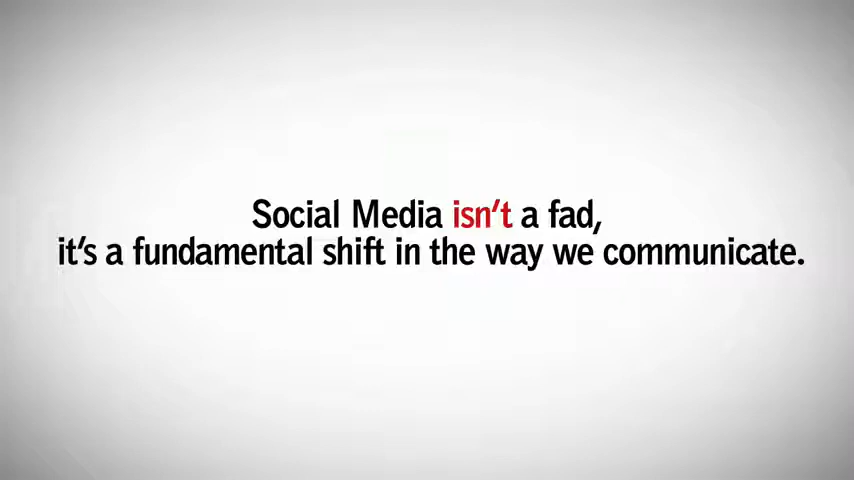 Social Media isn't a fad,
it's a fundamental shift in the way we communicate.